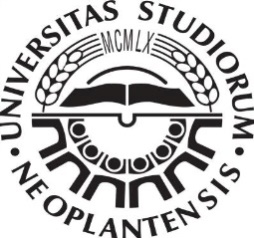 UNIVERSITAS STUDIORUM
MCMLX
• NEOPLANTENSIS •